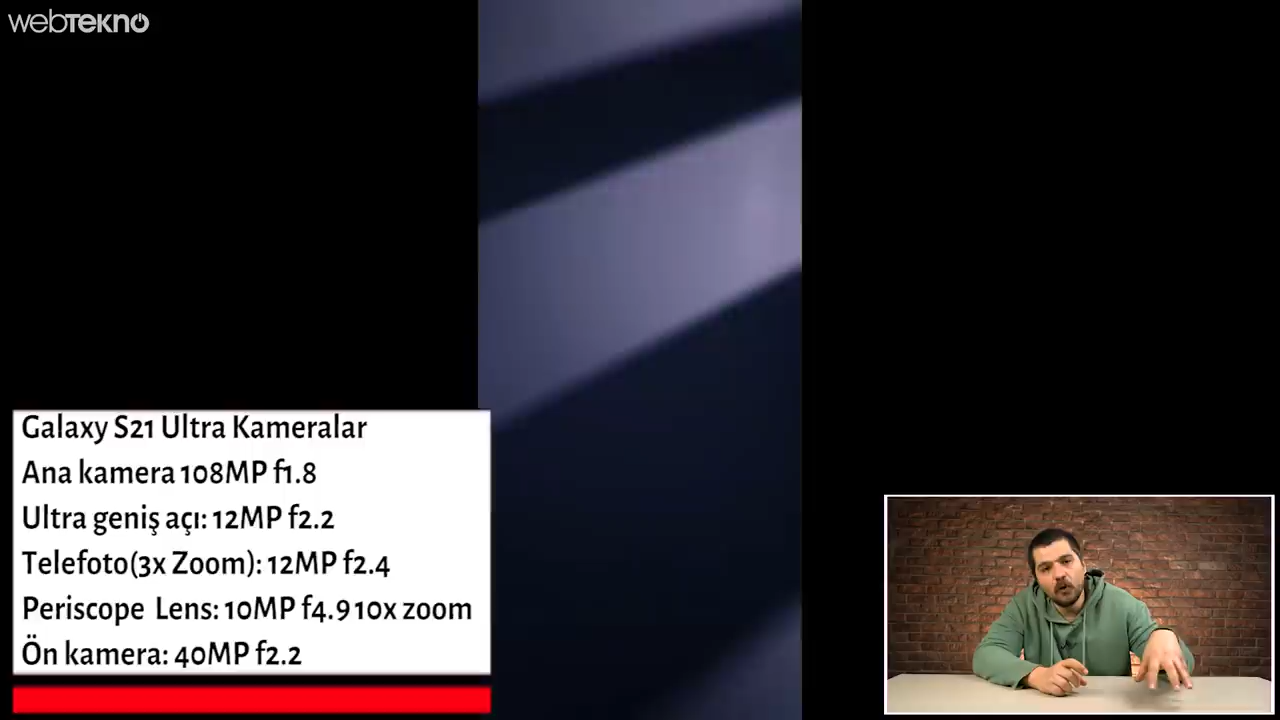 webTEKNO
Galaxy S21 Ultra Kameralar
Ana kamera 108MP f1.8
Ultra geniş açı: 12MP f2.2
Telefoto(3x Zoom): 12MP f2.4
Periscope Lens: 10MP f4.9 10x zoom
Ön kamera: 40MP f2.2